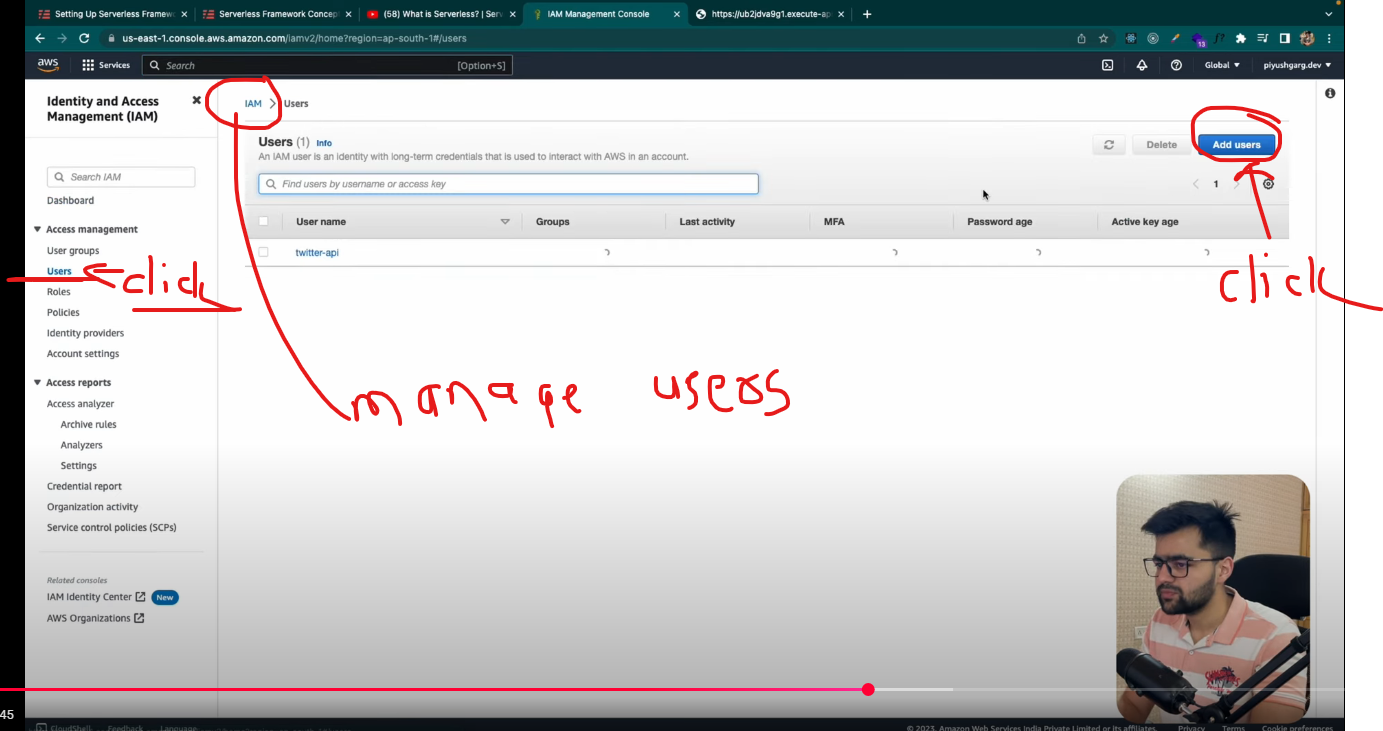 Setting Up Serverless Framew
Serverless Framework Concep
(58) What is Serverless? | Serv
IAM Management Console
https://ub2jdva9g1.execute-ap
us-east-1.console.aws.amazon.com/iamv2/home?region=ap-south-1#/users
13
aws Services Search [Option+S] Global piyushgarg.dev
Identity and Access
Management (IAM)
IAM > Users
Users (1) Info
An IAM user is an identity with long-term credentials that is used to interact with AWS in an account.
Delete Add users
Find users by username or access key
1
User name Groups Last activity MFA Password age Active key age
twitter-api
Search IAM
Dashboard
Access management
User groups
Users
Roles
Policies
Identity providers
Account settings
Access reports
Access analyzer
Archive rules
Analyzers
Settings
Credential report
Organization activity
Service control policies (SCPs)
Related consoles
IAM Identity Center New
AWS Organizations
click
click
manage users
45
CloudShell Feedback Language
© 2023, Amazon Web Services India Private Limited or its affiliates. Privacy Terms Cookie preferences